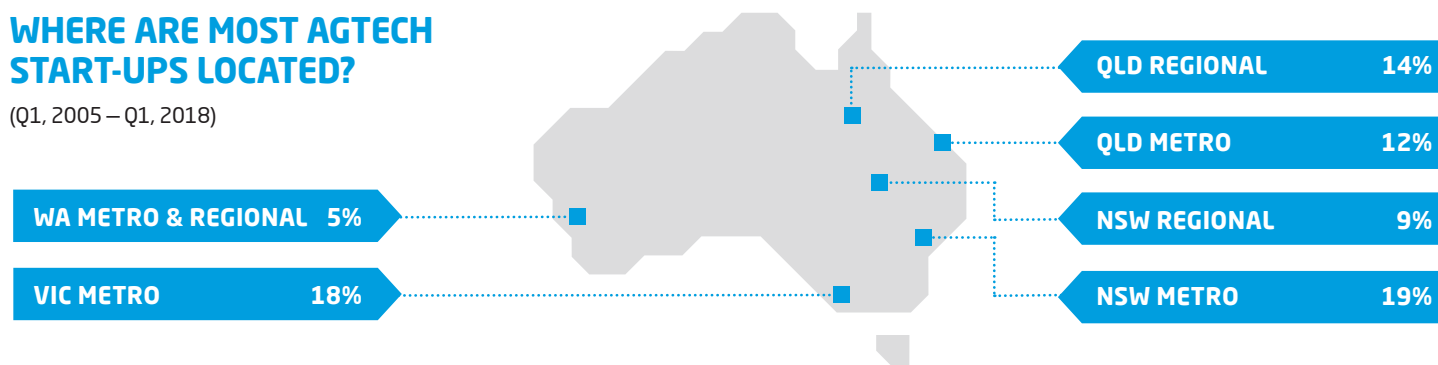 WHERE ARE MOST AGTECH
START-UPS LOCATED?
(Q1, 2005 – Q1, 2018)
WA METRO & REGIONAL 5%
VIC METRO 18%
QLD REGIONAL 14%
QLD METRO 12%
NSW REGIONAL 9%
NSW METRO 19%